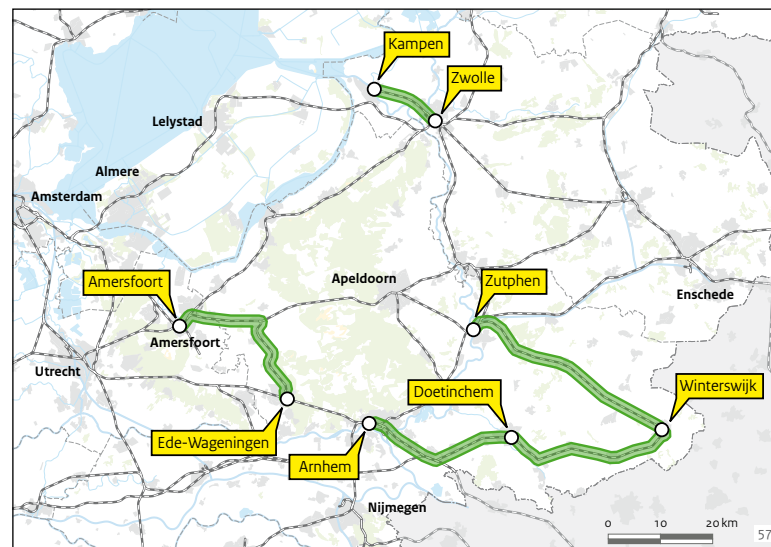 Kampen
Zwolle
Lelystad
Almere
Amsterdam
Amersfoort
Apeldoorn
Zutphen
Enschede
Amersfoort
Utrecht
Doetinchem
Winterswijk
Ede-Wageningen
Arnhem
Nijmegen
0 10 20 km
57